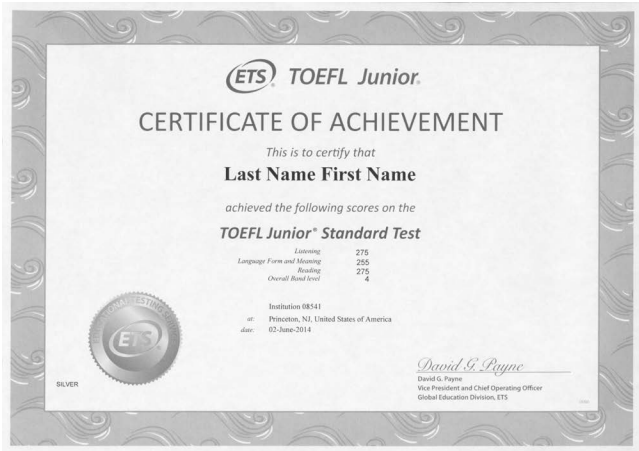 ETS® TOEFL Junior®
CERTIFICATE OF ACHIEVEMENT
This is to certify that
Last Name First Name
achieved the following scores on the
TOEFL Junior® Standard Test
Listening 275
Language Form and Meaning 255
Reading 275
Overall Band level 4
Institution 08541
at: Princeton, NJ, United States of America
date: 02-June-2014
ETS
SILVER
David G. Payne
David G. Payne
Vice President and Chief Operating Officer
Global Education Division, ETS